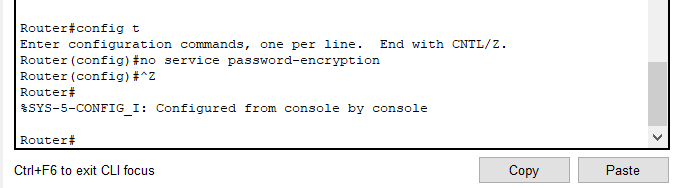 Router#config t
Enter configuration commands, one per line.  End with CNTL/Z.
Router(config)#no service password-encryption
Router(config)#^Z
Router#
%SYS-5-CONFIG_I: Configured from console by console
Router#
Ctrl+F6 to exit CLI focus
Copy
Paste